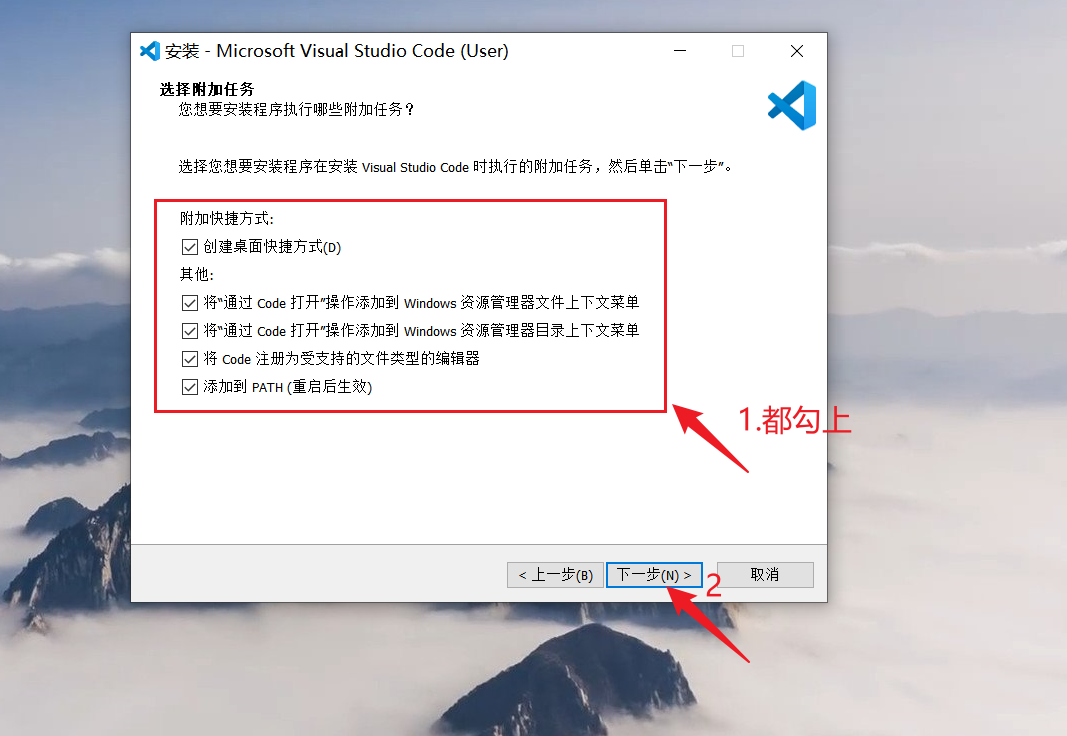 安装 - Microsoft Visual Studio Code (User)
选择附加任务
您想要安装程序执行哪些附加任务？
选择您想要安装程序在安装 Visual Studio Code 时执行的附加任务，然后单击“下一步”。
附加快捷方式:
创建桌面快捷方式(D)
其他:
将“通过 Code 打开”操作添加到 Windows 资源管理器文件上下文菜单
将“通过 Code 打开”操作添加到 Windows 资源管理器目录上下文菜单
将 Code 注册为受支持的文件类型的编辑器
添加到 PATH (重启后生效)
1.都勾上
< 上一步(B)
下一步(N) >
2
取消